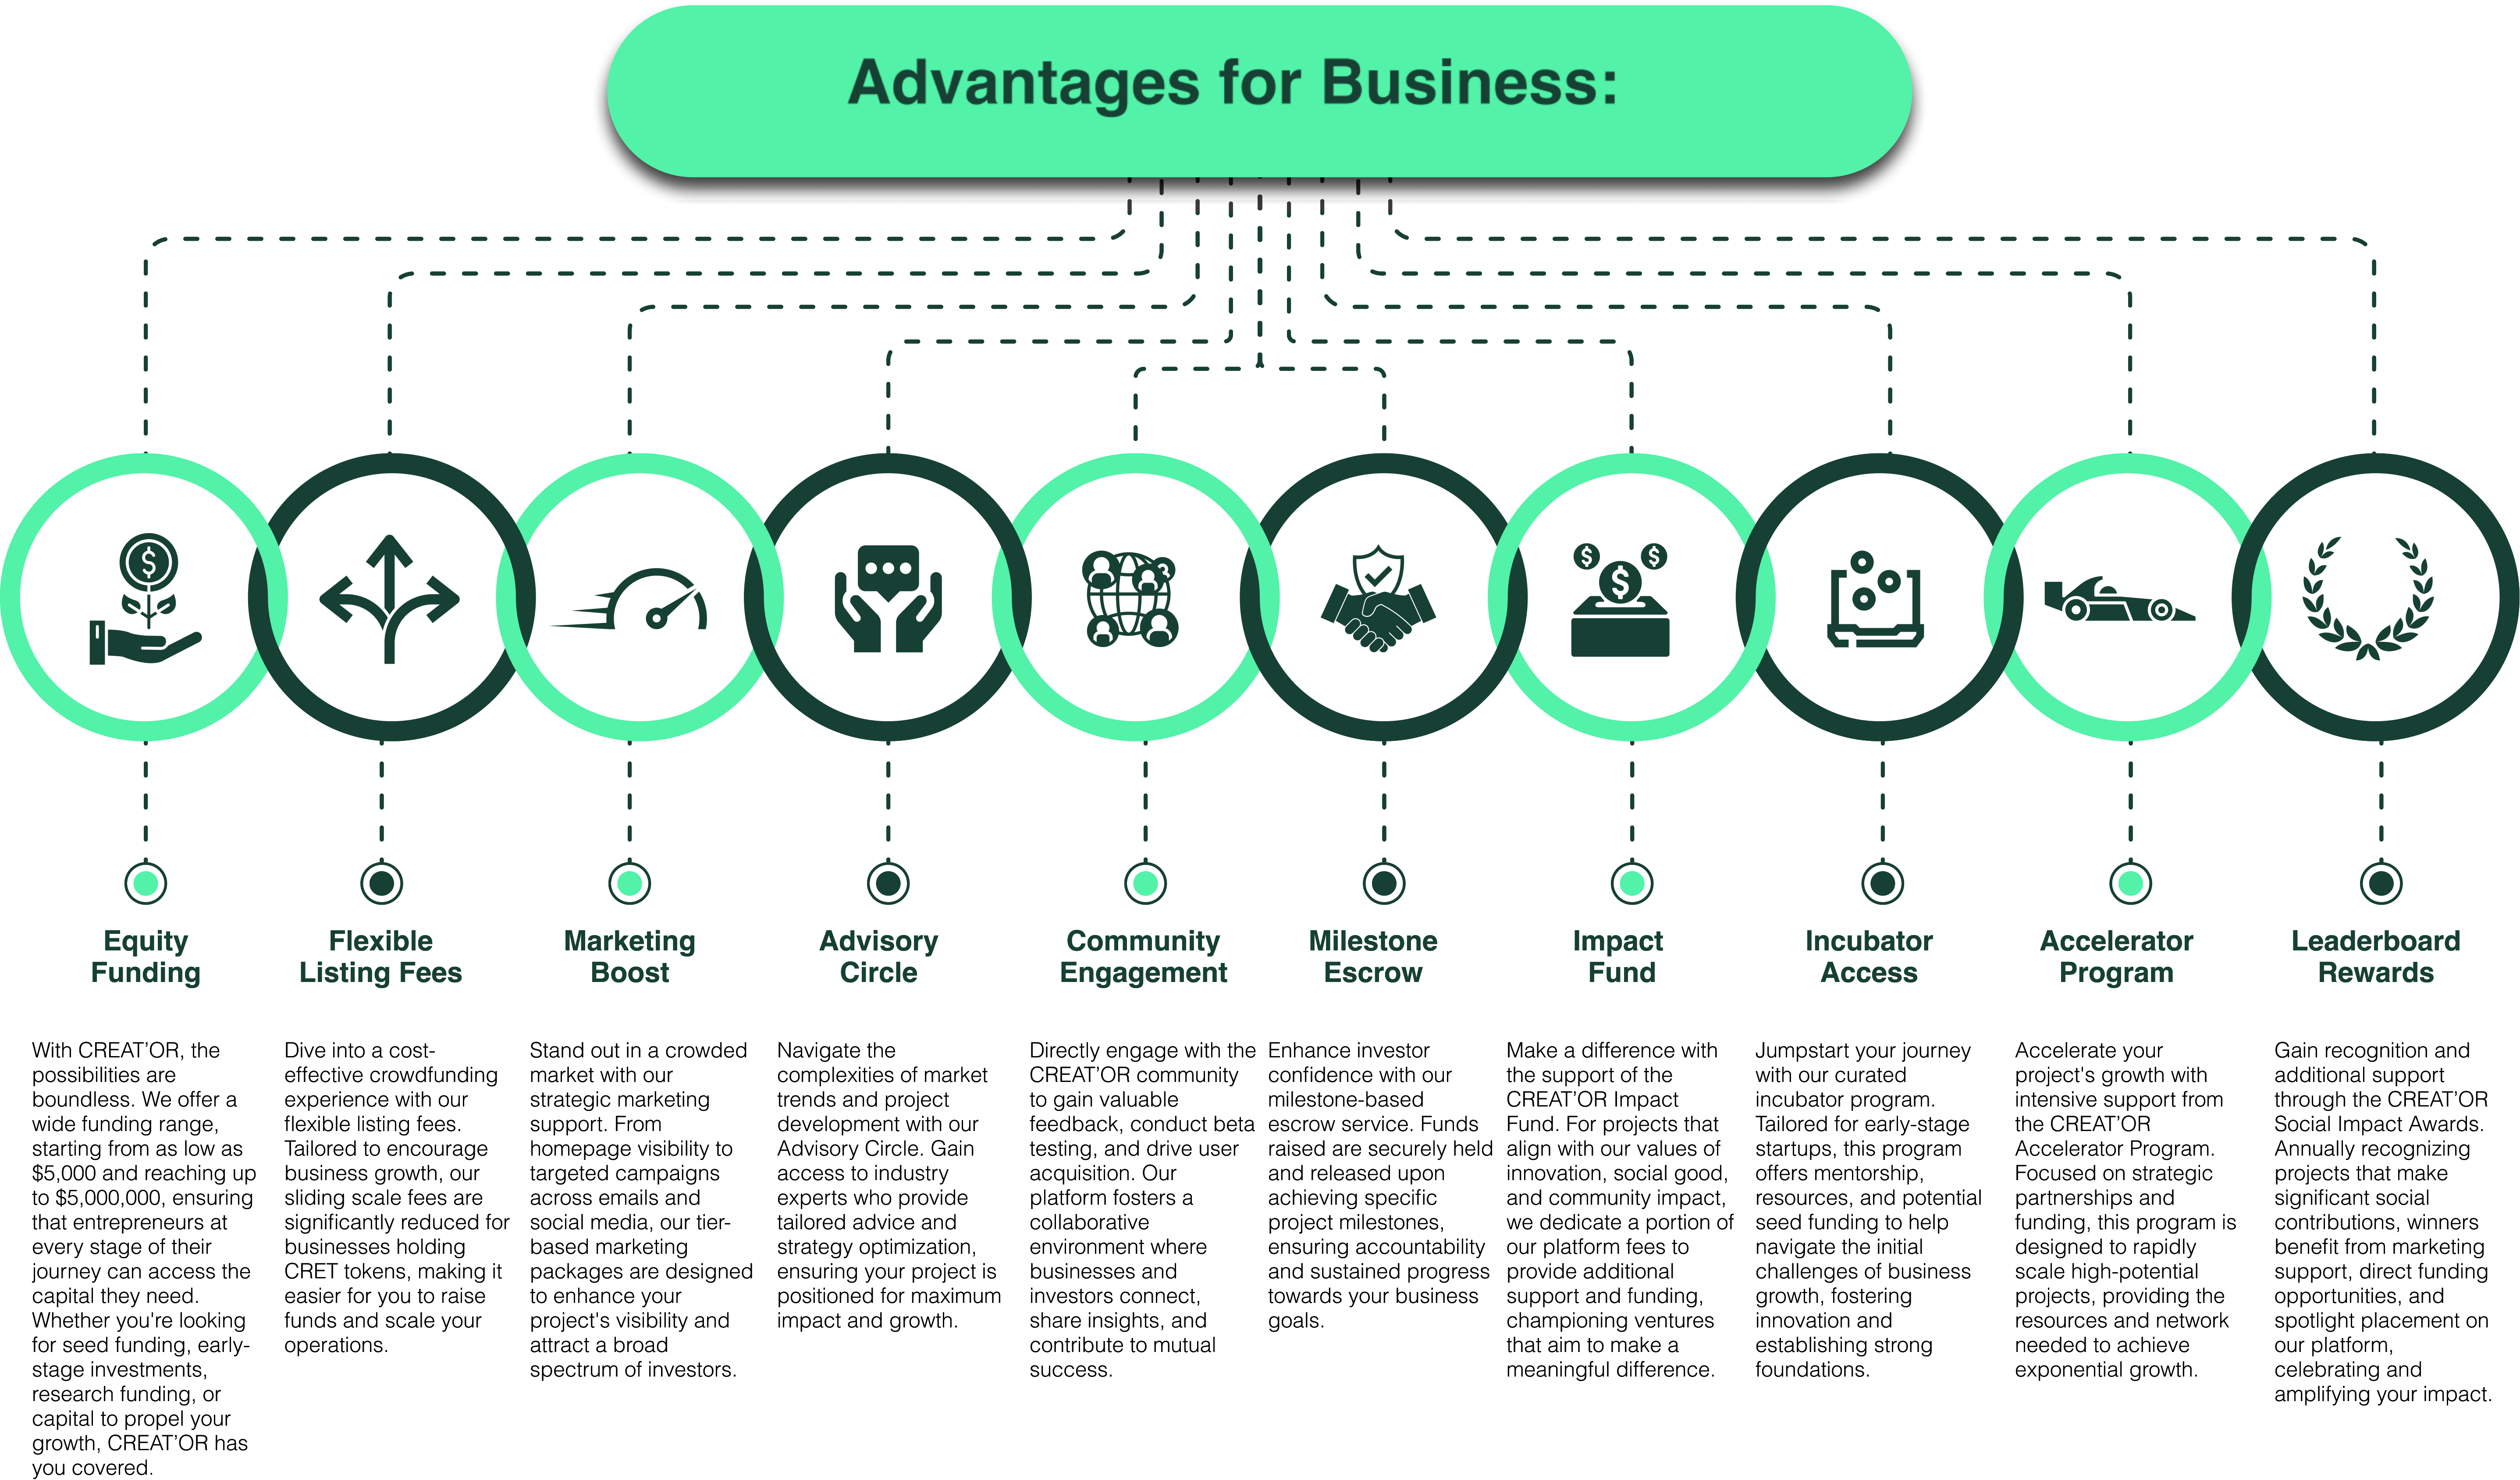 Advantages for Business:
Equity
Funding
With CREAT'OR, the
possibilities are
boundless. We offer a
wide funding range,
starting from as low as
$5,000 and reaching up
to $5,000,000, ensuring
that entrepreneurs at
every stage of their
journey can access the
capital they need.
Whether you're looking
for seed funding, early-
stage investments,
research funding, or
capital to propel your
growth, CREAT'OR has
you covered.
Flexible
Listing Fees
Dive into a cost-
effective crowdfunding
experience with our
flexible listing fees.
Tailored to encourage
business growth, our
sliding scale fees are
significantly reduced for
businesses holding
CRET tokens, making it
easier for you to raise
funds and scale your
operations.
Marketing
Boost
Stand out in a crowded
market with our
strategic marketing
support. From
homepage visibility to
targeted campaigns
across emails and
social media, our tier-
based marketing
packages are designed
to enhance your
project's visibility and
attract a broad
spectrum of investors.
Advisory
Circle
Navigate the
complexities of market
trends and project
development with our
Advisory Circle. Gain
access to industry
experts who provide
tailored advice and
strategy optimization,
ensuring your project is
positioned for maximum
impact and growth.
Community
Engagement
Directly engage with the
CREAT'OR community
to gain valuable
feedback, conduct beta
testing, and drive user
acquisition. Our
platform fosters a
collaborative
environment where
businesses and
investors connect,
share insights, and
contribute to mutual
success.
Milestone
Escrow
Enhance investor
confidence with our
milestone-based
escrow service. Funds
raised are securely held
and released upon
achieving specific
project milestones,
ensuring accountability
and sustained progress
towards your business
goals.
Impact
Fund
Make a difference with
the support of the
CREAT'OR Impact
Fund. For projects that
align with our values of
innovation, social good,
and community impact,
we dedicate a portion of
our platform fees to
provide additional
support and funding,
championing ventures
that aim to make a
meaningful difference.
Incubator
Access
Jumpstart your journey
with our curated
incubator program.
Tailored for early-stage
startups, this program
offers mentorship,
resources, and potential
seed funding to help
navigate the initial
challenges of business
growth, fostering
innovation and
establishing strong
foundations.
Accelerator
Program
Accelerate your
project's growth with
intensive support from
the CREAT'OR
Accelerator Program.
Focused on strategic
partnerships and
funding, this program is
designed to rapidly
scale high-potential
projects, providing the
resources and network
needed to achieve
exponential growth.
Leaderboard
Rewards
Gain recognition and
additional support
through the CREAT'OR
Social Impact Awards.
Annually recognizing
projects that make
significant social
contributions, winners
benefit from marketing
support, direct funding
opportunities, and
spotlight placement on
our platform,
celebrating and
amplifying your impact.